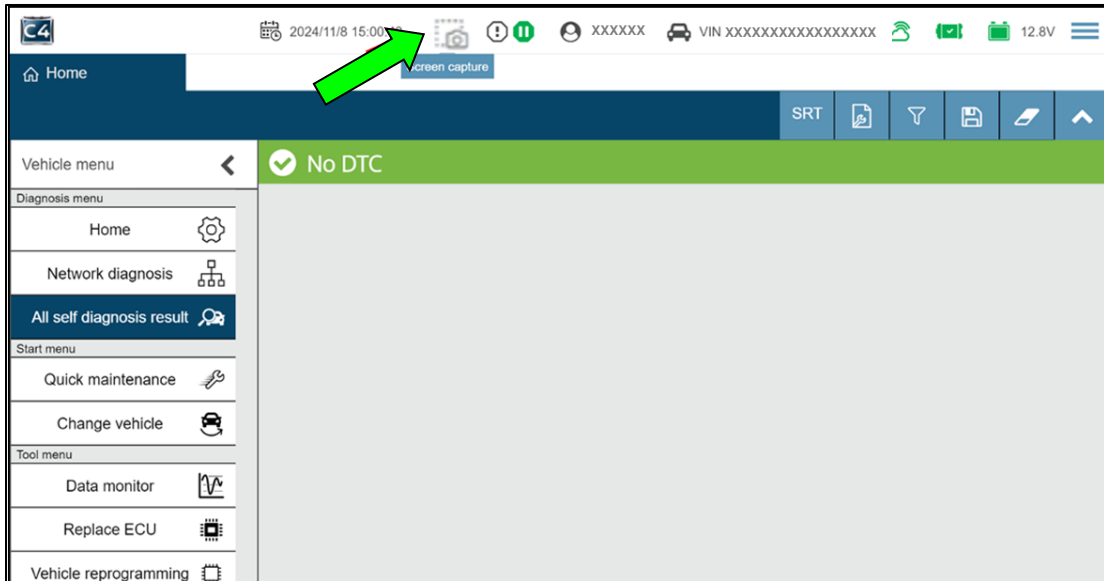 C4
2024/11/8 15:00
XXXXXX
VIN XXXXXXXXXXXXXXXXX
12.8V
Home
Screen capture
SRT
Vehicle menu
No DTC
Diagnosis menu
Home
Network diagnosis
All self diagnosis result
Start menu
Quick maintenance
Change vehicle
Tool menu
Data monitor
Replace ECU
Vehicle reprogramming